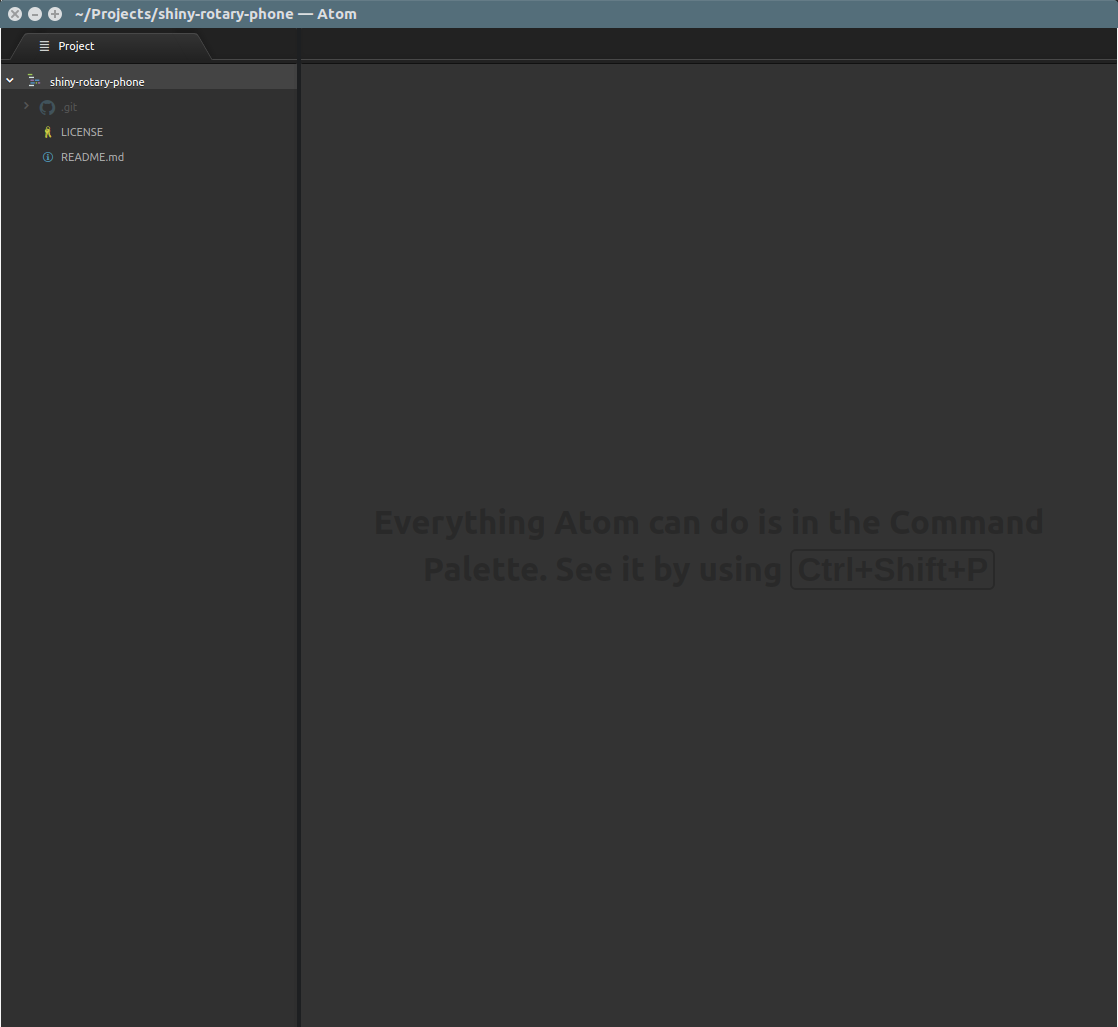 ~/Projects/shiny-rotary-phone — Atom
Project
shiny-rotary-phone
.git
LICENSE
README.md
Everything Atom can do is in the Command
Palette. See it by using Ctrl+Shift+P